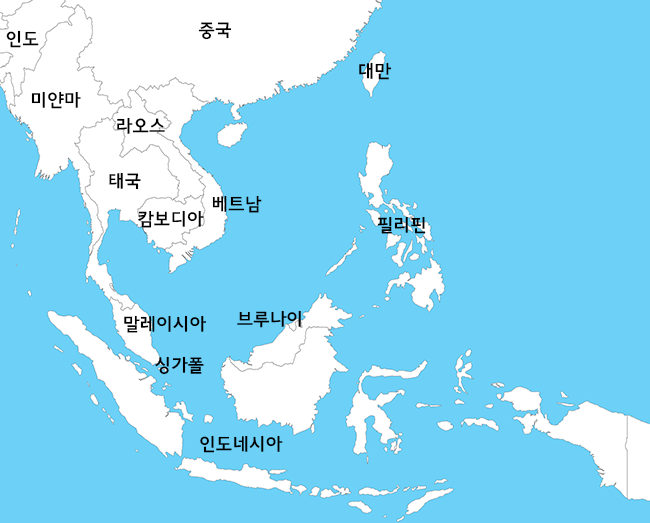 중국
인도
대만
미얀마
라오스
태국
베트남
캄보디아
필리핀
브루나이
말레이시아
싱가폴
인도네시아